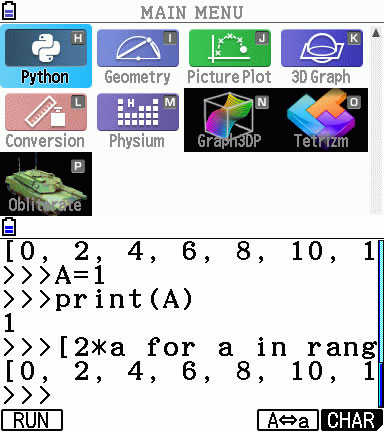 MAIN MENU
H I J K
Python Geometry Picture Plot 3D Graph
L M N O
Conversion Physium Graph3DP Tetrizm
P
Obliterate
[0, 2, 4, 6, 8, 10, 1
>>>A=1
>>>print(A)
1
>>>[2*a for a in rang
[0, 2, 4, 6, 8, 10, 1
>>>
RUN A⇔a CHAR